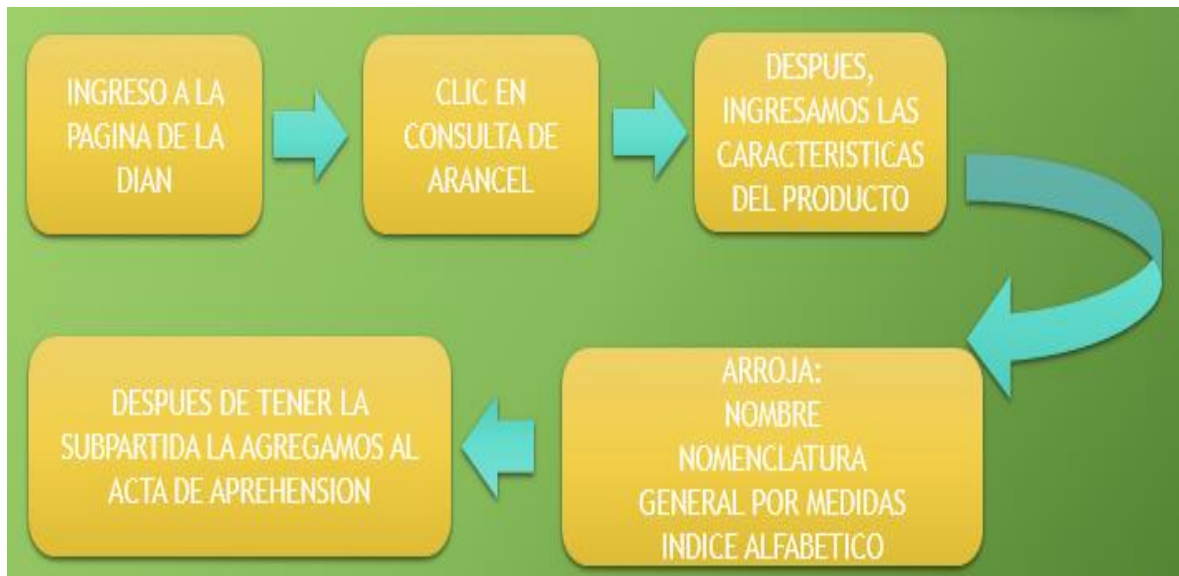 INGRESO A LA
PAGINA DE LA
DIAN
CLIC EN
CONSULTA DE
ARANCEL
DESPUES,
INGRESAMOS LAS
CARACTERISTICAS
DEL PRODUCTO
ARROJA:
NOMBRE
NOMENCLATURA
GENERAL POR MEDIDAS
INDICE ALFABETICO
DESPUES DE TENER LA
SUBPARTIDA LA AGREGAMOS AL
ACTA DE APREHENSION